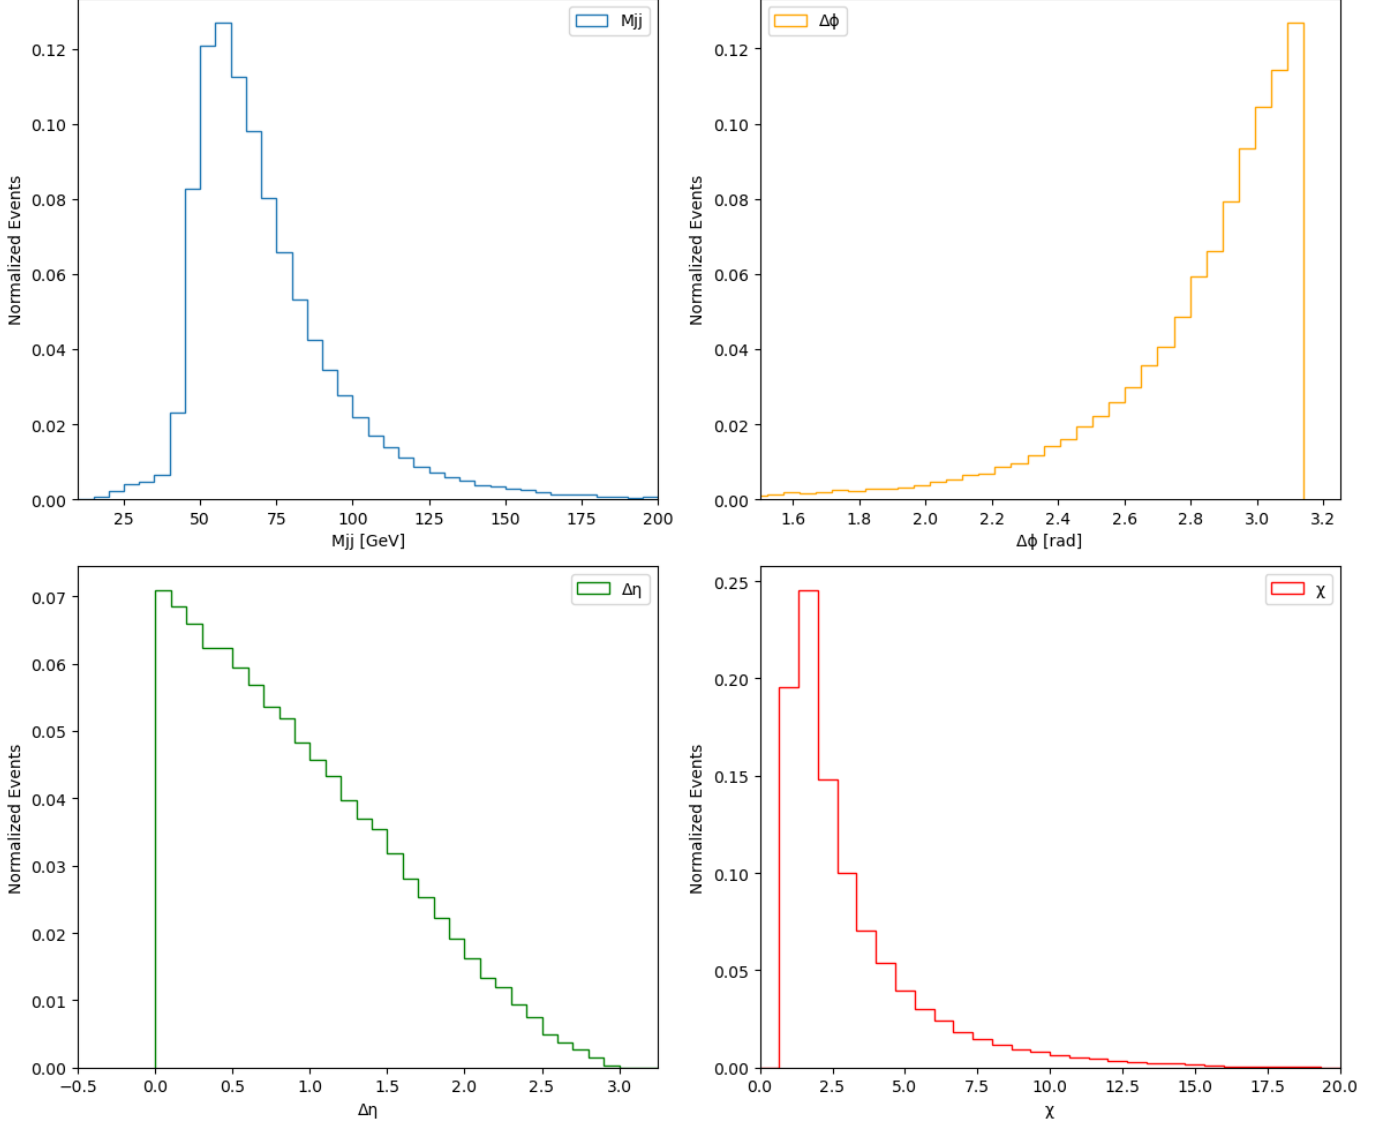 Mjj
Normalized Events
0.12
0.10
0.08
0.06
0.04
0.02
0.00
25 50 75 100 125 150 175 200
Mjj [GeV]
Δϕ
Normalized Events
0.12
0.10
0.08
0.06
0.04
0.02
0.00
1.6 1.8 2.0 2.2 2.4 2.6 2.8 3.0 3.2
Δϕ [rad]
Δη
Normalized Events
0.07
0.06
0.05
0.04
0.03
0.02
0.01
0.00
−0.5 0.0 0.5 1.0 1.5 2.0 2.5 3.0
Δη
χ
Normalized Events
0.25
0.20
0.15
0.10
0.05
0.00
0.0 2.5 5.0 7.5 10.0 12.5 15.0 17.5 20.0
χ